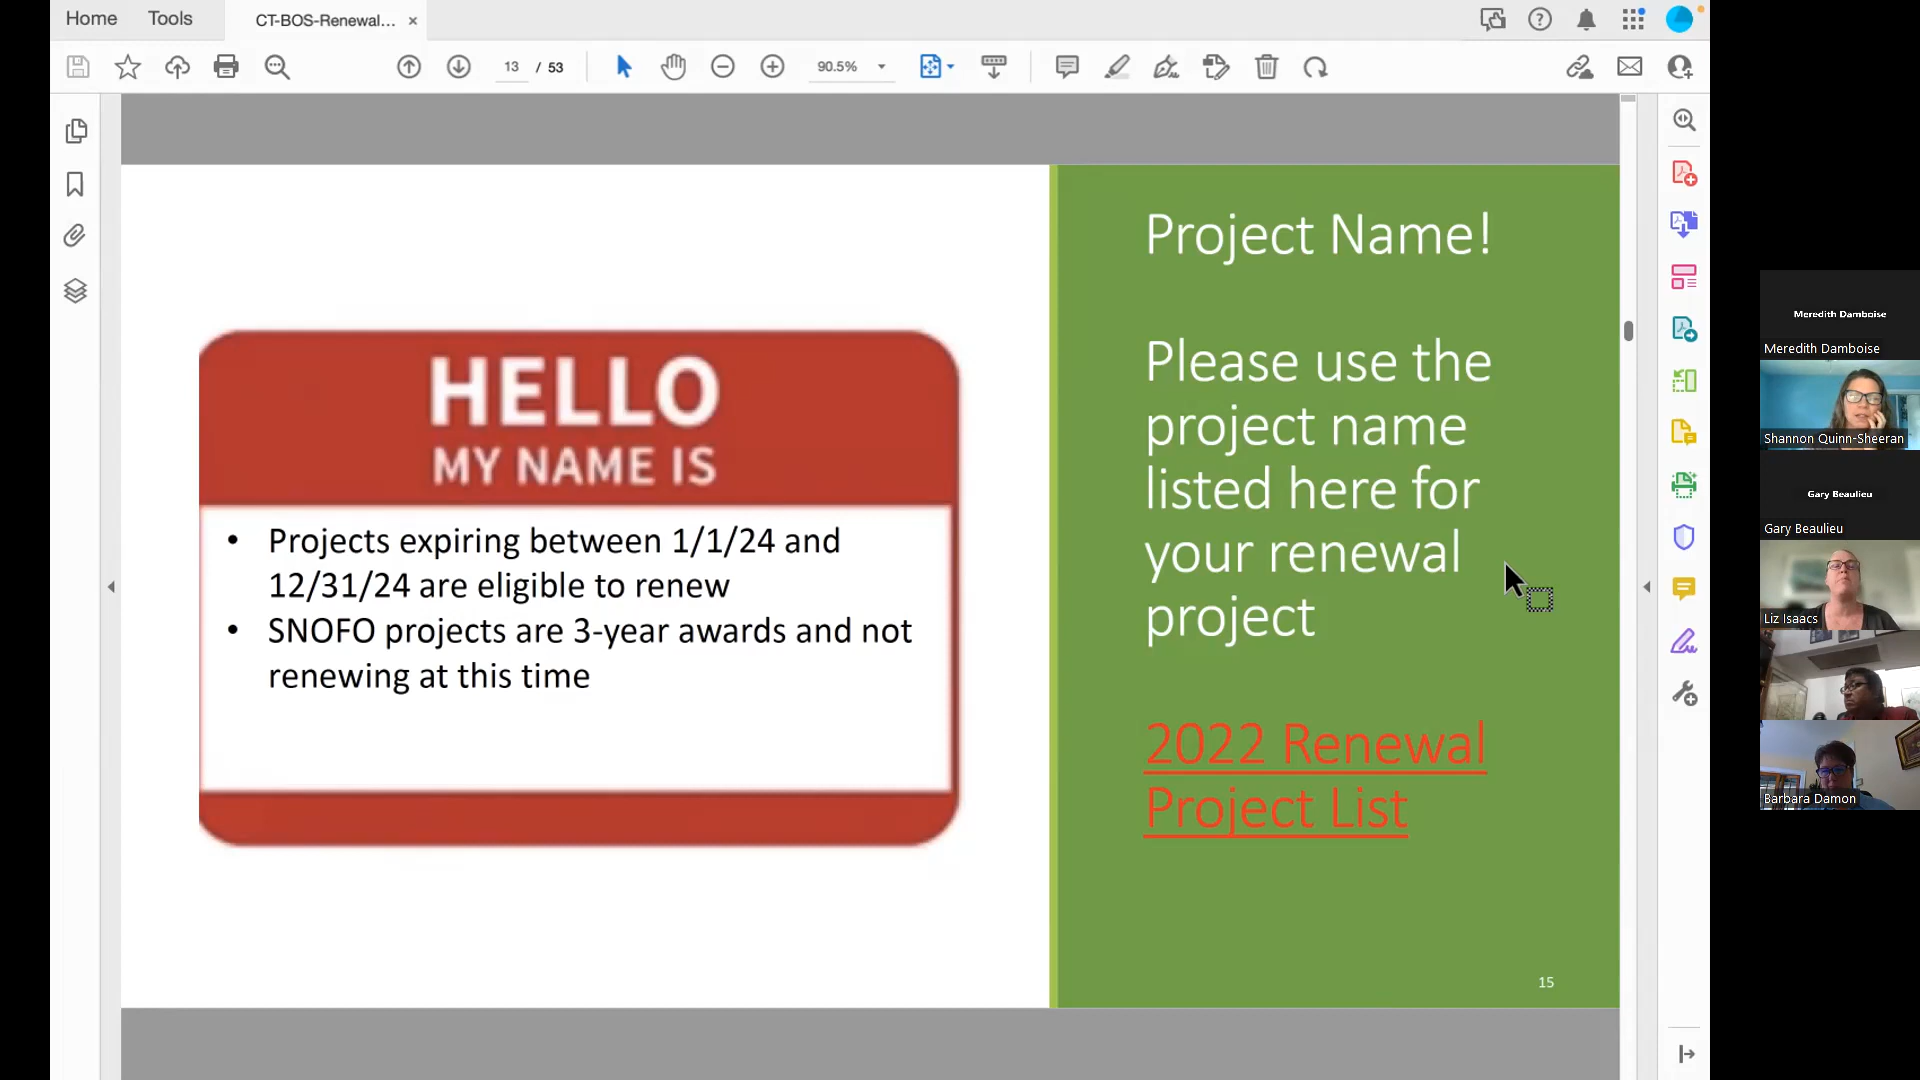 Home
Tools
CT-BOS-Renewal...
13 / 53
90.5%
HELLO
MY NAME IS
• Projects expiring between 1/1/24 and
12/31/24 are eligible to renew
• SNOFO projects are 3-year awards and not
renewing at this time
Project Name!
Please use the
project name
listed here for
your renewal
project
2022 Renewal
Project List
15
Meredith Damboise
Meredith Damboise
Shannon Quinn-Sheeran
Gary Beaulieu
Gary Beaulieu
Liz Isaacs
Barbara Damon